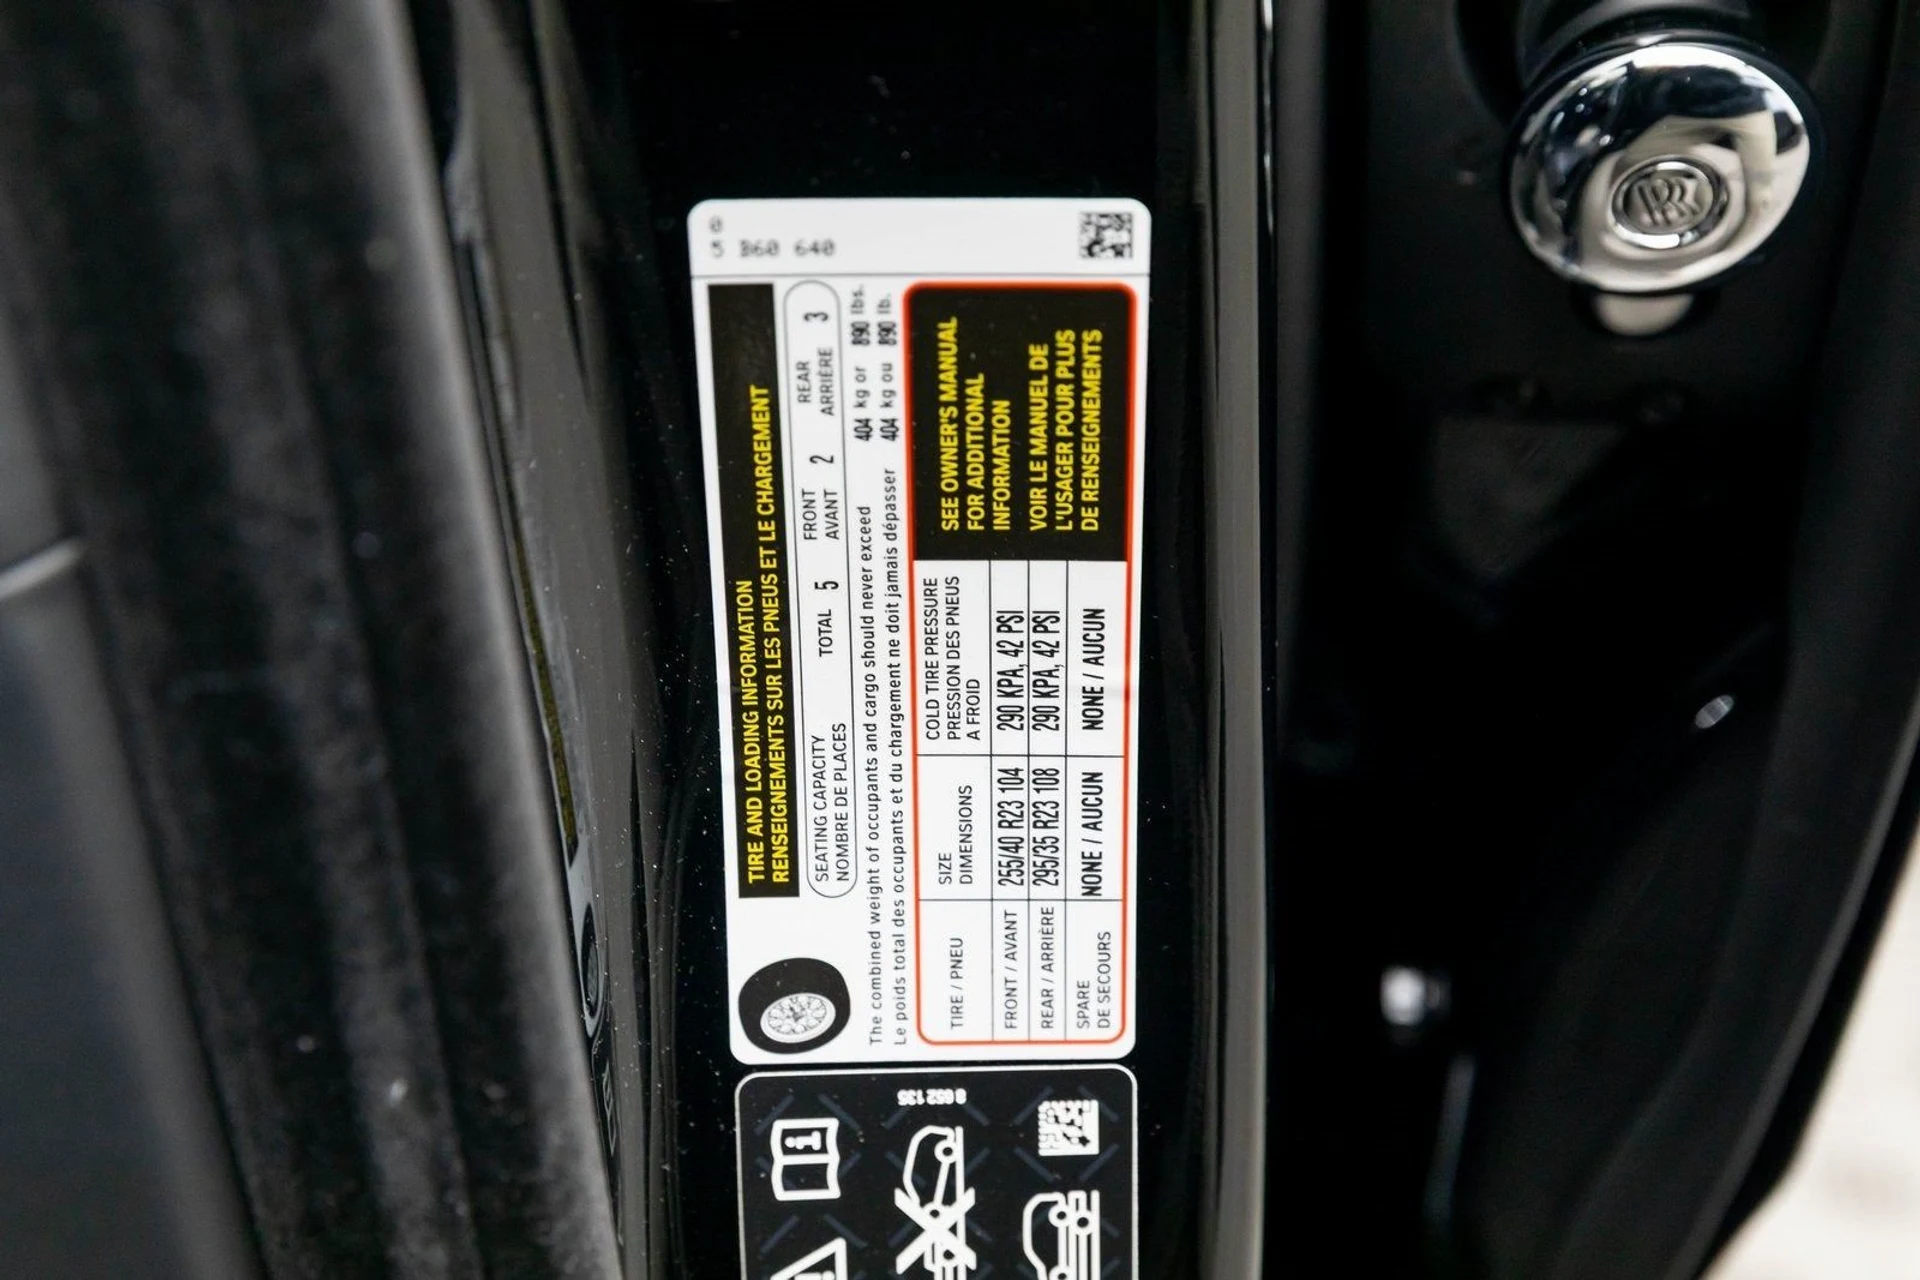 0
5 B60 640
TIRE AND LOADING INFORMATION
RENSEIGNEMENTS SUR LES PNEUS ET LE CHARGEMENT
SEATING CAPACITY TOTAL 5 FRONT 2 REAR 3
NOMBRE DE PLACES AVANT ARRIÈRE
The combined weight of occupants and cargo should never exceed 404 kg or 890 lbs.
Le poids total des occupants et du chargement ne doit jamais dépasser 404 kg ou 890 lb.
TIRE / PNEU SIZE DIMENSIONS COLD TIRE PRESSURE PRESSION DES PNEUS A FROID
FRONT / AVANT 255/40 R23 104 290 KPA, 42 PSI
REAR / ARRIÈRE 295/35 R23 108 290 KPA, 42 PSI
SPARE DE SECOURS NONE / AUCUN NONE / AUCUN
SEE OWNER'S MANUAL
FOR ADDITIONAL
INFORMATION
VOIR LE MANUEL DE
L'USAGER POUR PLUS
DE RENSEIGNEMENTS
8 652 135
RR